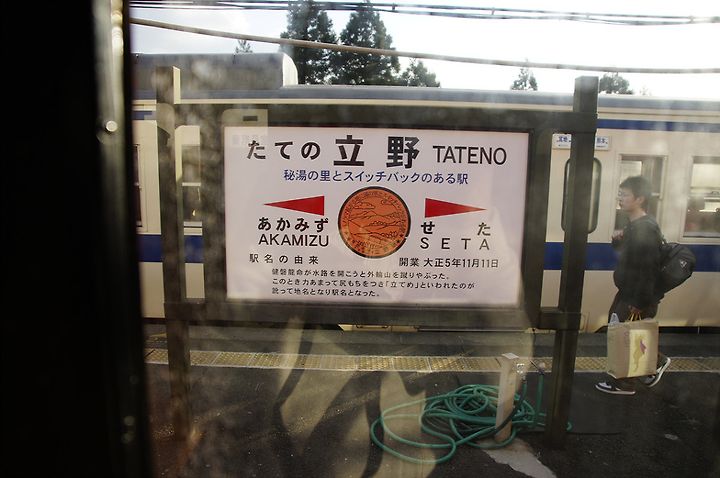 たての 立野 TATENO
秘湯の里とスイッチバックのある駅
あかみず せた
AKAMIZU SETA
駅名の由来 開業 大正5年11月11日
健磐龍命が水路を開こうと外輪山を蹴りやぶった。
このとき力あまって尻もちをつき「立てめ」といわれたのが
訛って地名となり駅名となった。